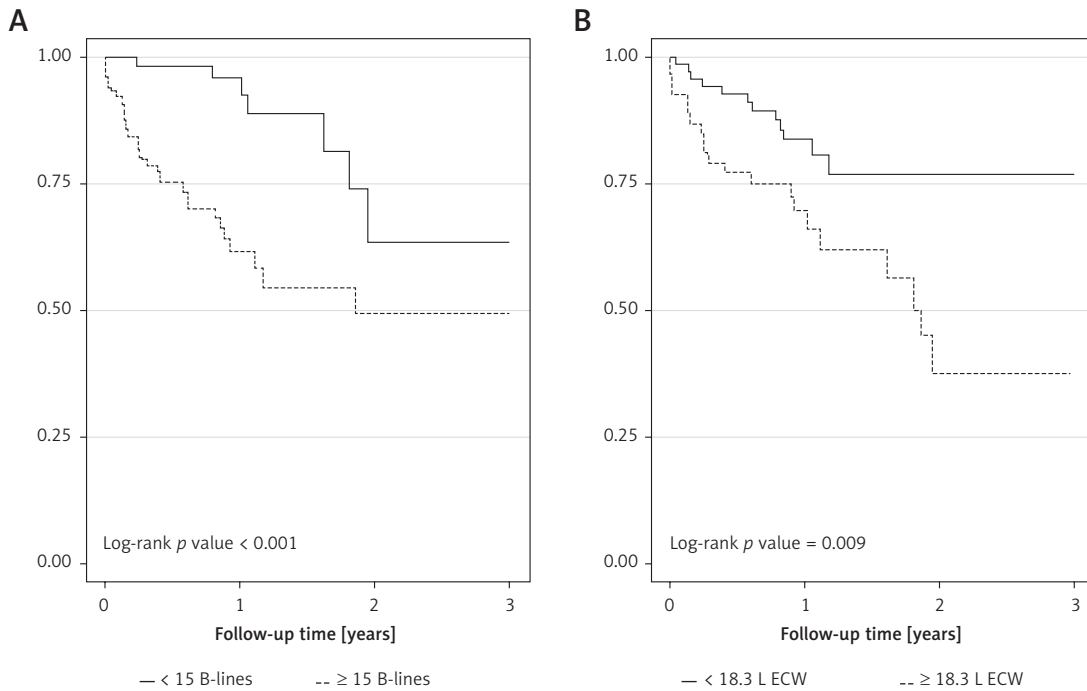 A
1.00
0.75
0.50
0.25
0.00
Log-rank p value < 0.001
0 1 2 3
Follow-up time [years]
< 15 B-lines ≥ 15 B-lines
B
1.00
0.75
0.50
0.25
0.00
Log-rank p value = 0.009
0 1 2 3
Follow-up time [years]
< 18.3 L ECW ≥ 18.3 L ECW